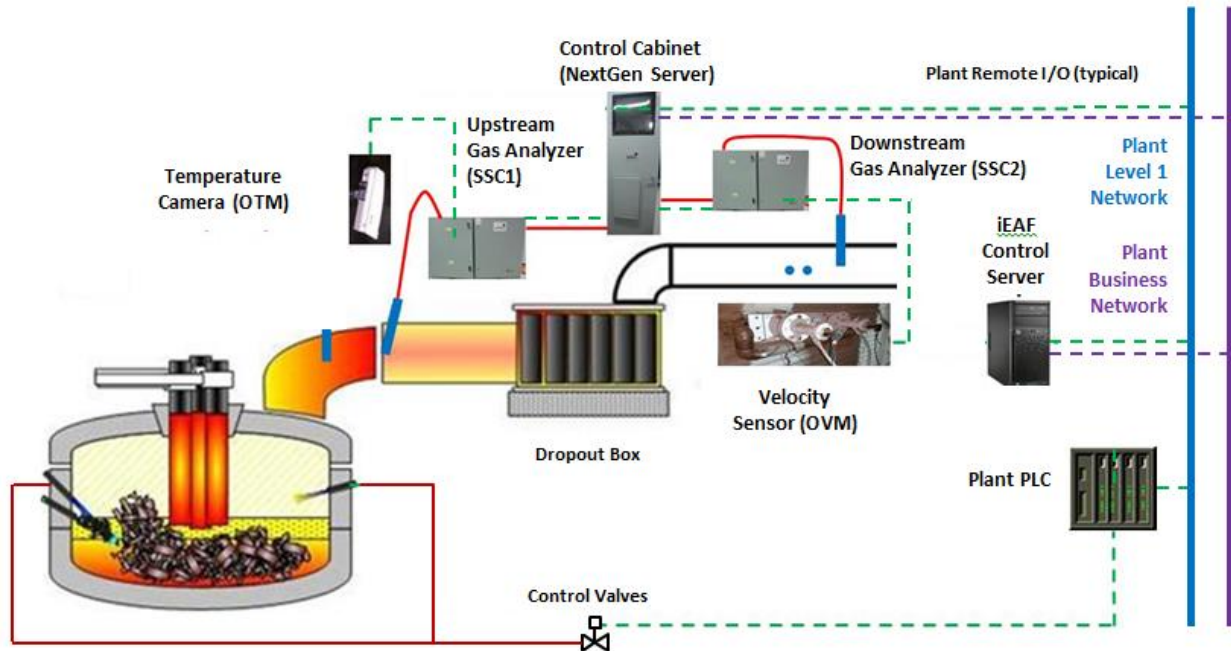 Control Cabinet
(NextGen Server)
Plant Remote I/O (typical)
Upstream
Gas Analyzer
(SSC1)
Downstream
Gas Analyzer (SSC2)
Plant
Level 1
Network
Temperature
Camera (OTM)
iEAF
Control
Server
Plant
Business
Network
Velocity
Sensor (OVM)
Dropout Box
Plant PLC
Control Valves